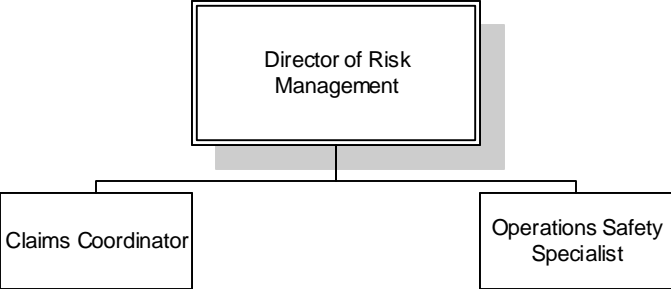 Director of Risk
Management
Claims Coordinator
Operations Safety
Specialist